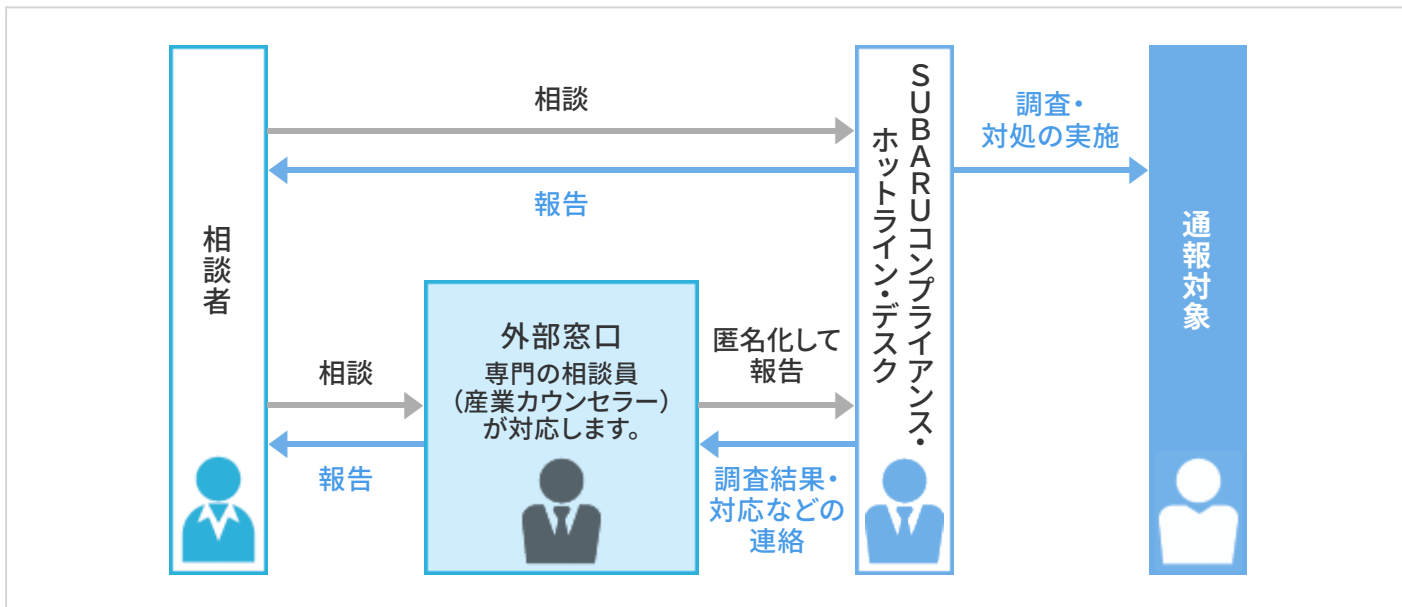 相談者
相談
報告
相談
報告
外部窓口
専門の相談員
（産業カウンセラー）
が対応します。
匿名化して
報告
調査結果・
対応などの
連絡
SUBARUコンプライアンス・
ホットライン・デスク
調査・
対処の実施
通報対象